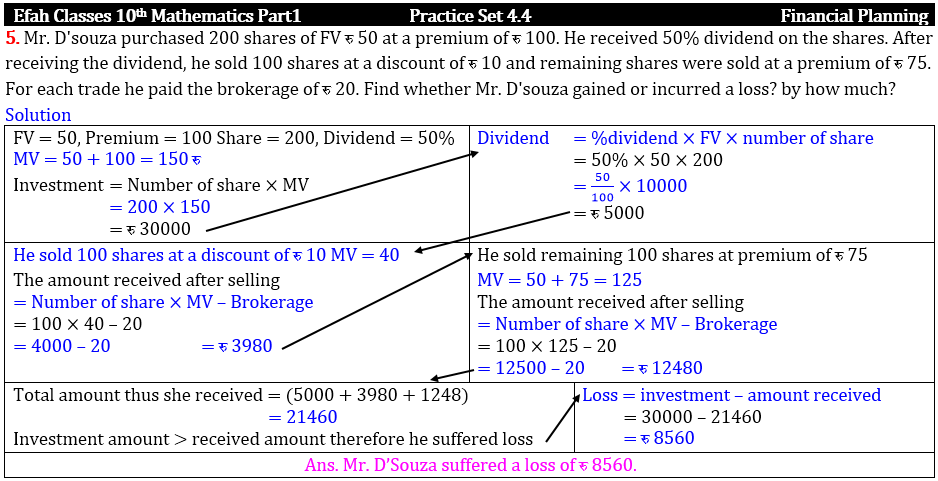 Efah Classes 10th Mathematics Part1 Practice Set 4.4 Financial Planning
5. Mr. D'souza purchased 200 shares of FV रु 50 at a premium of रु 100. He received 50% dividend on the shares. After
receiving the dividend, he sold 100 shares at a discount of रु 10 and remaining shares were sold at a premium of रु 75.
For each trade he paid the brokerage of रु 20. Find whether Mr. D'souza gained or incurred a loss? by how much?
Solution
FV = 50, Premium = 100 Share = 200, Dividend = 50%
MV = 50 + 100 = 150 रु
Investment = Number of share × MV
= 200 × 150
= रु 30000
Dividend = %dividend × FV × number of share
= 50% × 50 × 200
= 50/100 × 10000
= रु 5000
He sold 100 shares at a discount of रु 10 MV = 40
The amount received after selling
= Number of share × MV – Brokerage
= 100 × 40 – 20
= 4000 – 20 = रु 3980
He sold remaining 100 shares at premium of रु 75
MV = 50 + 75 = 125
The amount received after selling
= Number of share × MV – Brokerage
= 100 × 125 – 20
= 12500 – 20 = रु 12480
Total amount thus she received = (5000 + 3980 + 1248)
= 21460
Investment amount > received amount therefore he suffered loss
Loss = investment – amount received
= 30000 – 21460
= रु 8560
Ans. Mr. D’Souza suffered a loss of रु 8560.